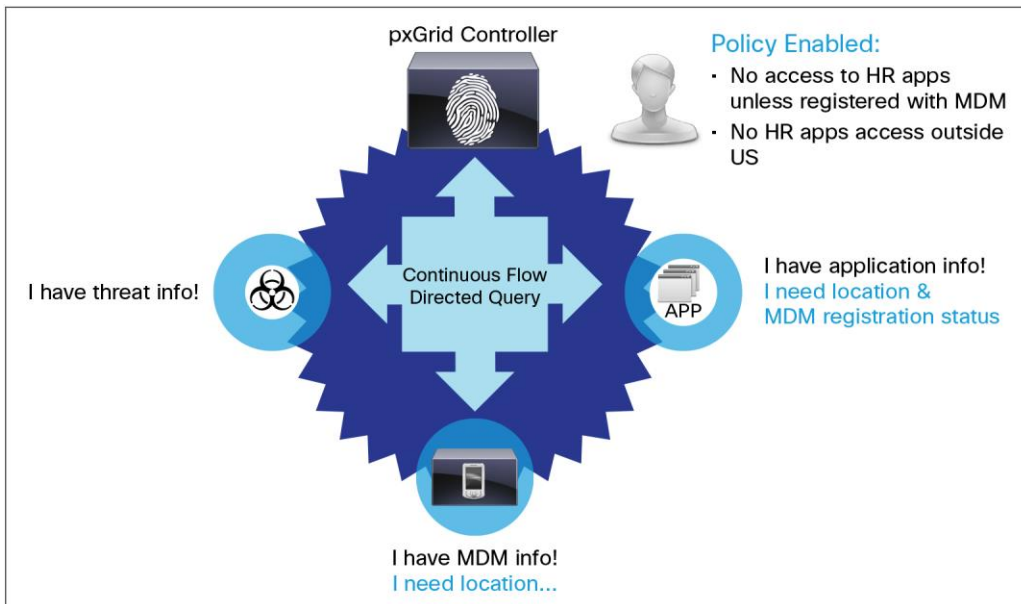 pxGrid Controller
Policy Enabled:
· No access to HR apps
unless registered with MDM
· No HR apps access outside
US
I have threat info!
Continuous Flow
Directed Query
APP
I have application info!
I need location &
MDM registration status
I have MDM info!
I need location...